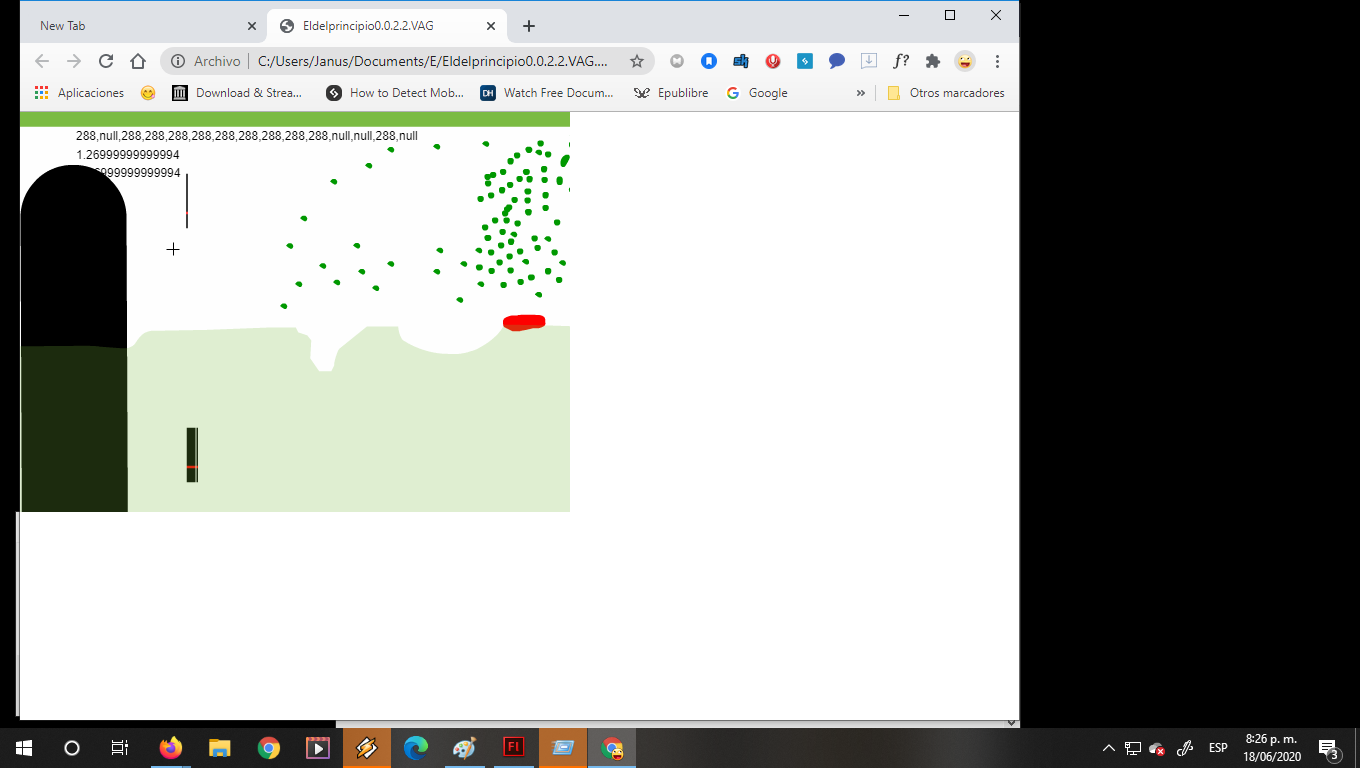 New Tab
Eldelprincipio0.0.2.2.VAG
Archivo
C:/Users/Janus/Documents/E/Eldelprincipio0.0.2.2.VAG....
f?
Aplicaciones
Download & Strea...
How to Detect Mob...
DH
Watch Free Docum...
Epublibre
G
Google
»
Otros marcadores
288,null,288,288,288,288,288,288,288,288,288,null,null,288,null
1.26999999999994
6999999999994
Fl
ESP
8:26 p. m.
18/06/2020
3